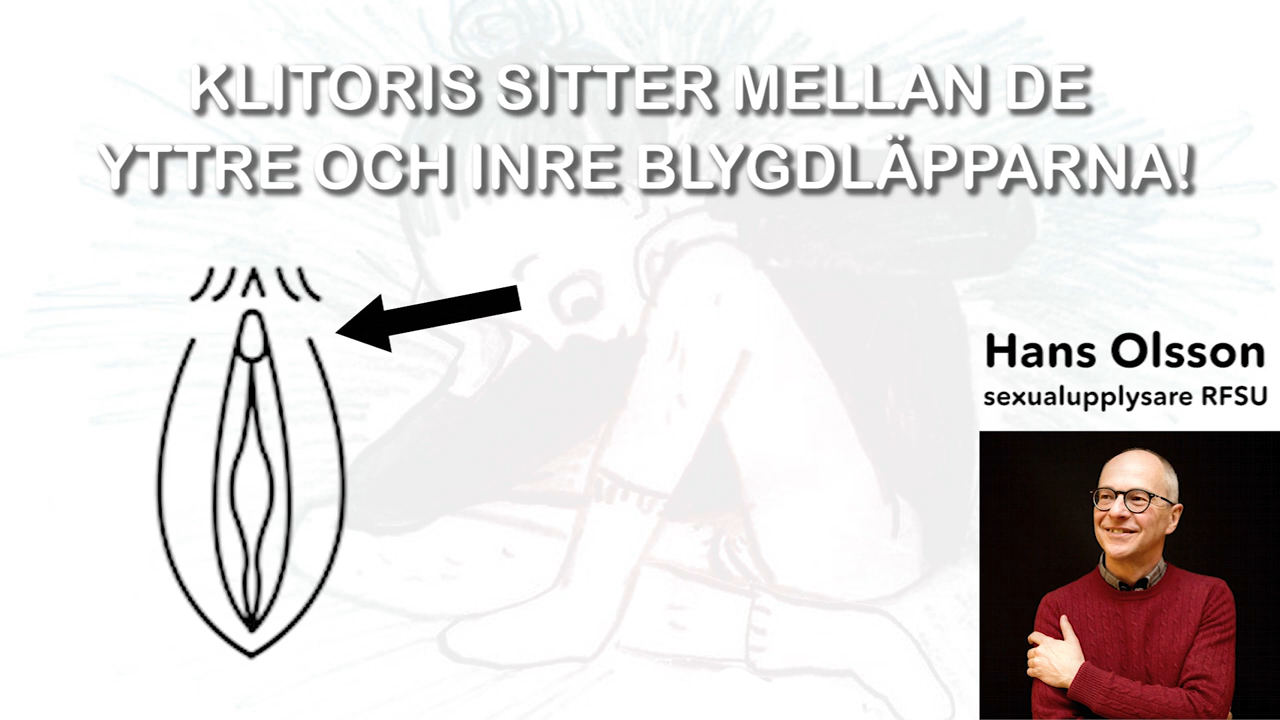 KLITORIS SITTER MELLAN DE
YTTRE OCH INRE BLYGDLÄPPARNA!
Hans Olsson
sexualupplysare RFSU